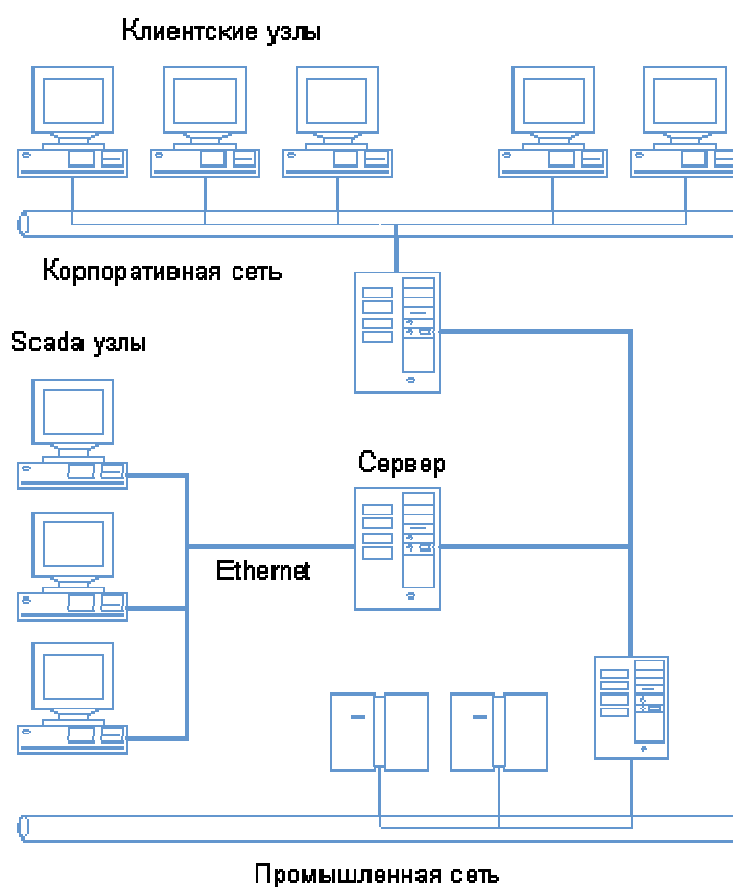 Клиентские узлы
Корпоративная сеть
Scada узлы
Сервер
Ethernet
Промышленная сеть